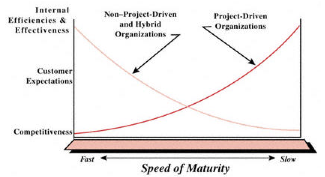 Internal
Efficiencies &
Effectiveness
Non–Project-Driven
and Hybrid
Organizations
Project-Driven
Organizations
Customer
Expectations
Competitiveness
Fast
Slow
Speed of Maturity